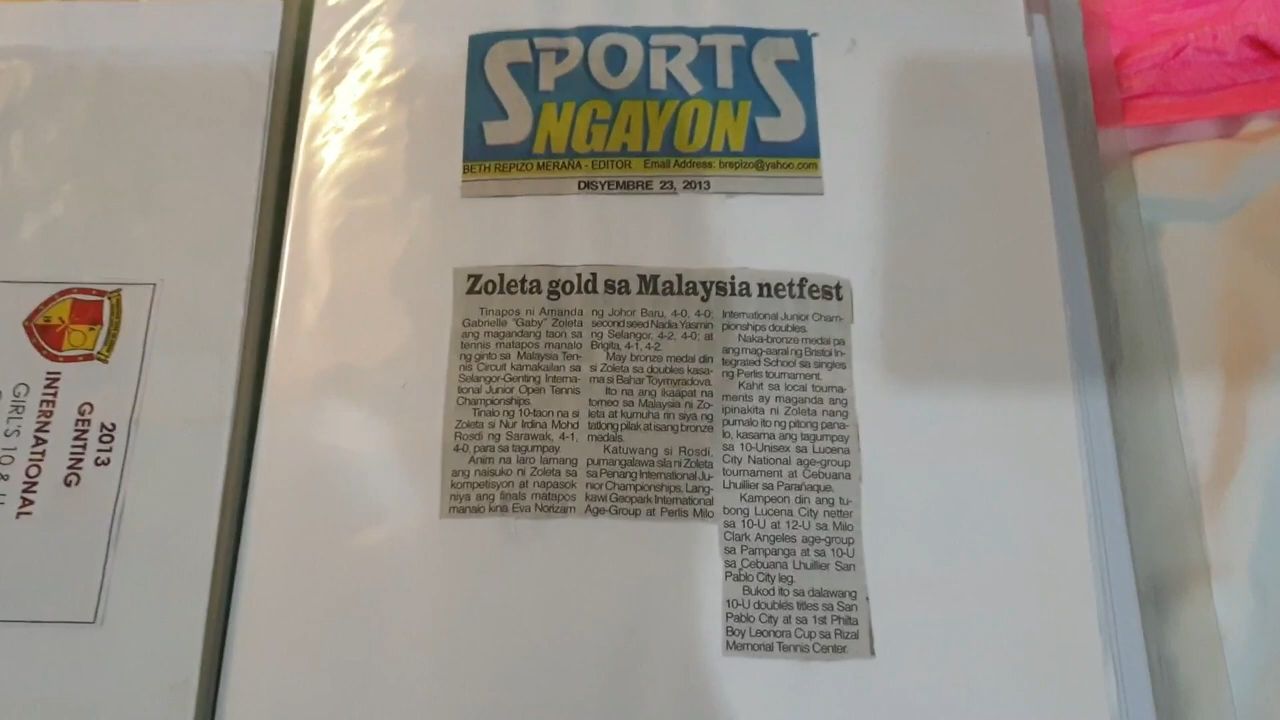 SPORTS
NGAYON
BETH REPIZO MERAÑA - EDITOR Email Address: brepizo@yahoo.com
DISYEMBRE 23, 2013
Zoleta gold sa Malaysia netfest
Tinapos ni Amanda
Gabrielle "Gaby" Zoleta
ang magandang taon sa
tennis matapos manalo
ng ginto sa Malaysia Ten-
nis Circuit kamakailan sa
Selangor-Genting Interna-
tional Junior Open Tennis
Championships.
Tinalo ng 10-taon na si
Zoleta si Nur Irdina Mohd
Rosdi ng Sarawak, 4-1,
4-0, para sa tagumpay.
Anim na laro lamang
ang naisuko ni Zoleta sa
kompetisyon at napasok
niya ang finals matapos
manalo kina Eva Norizam
ng Johor Baru, 4-0, 4-0;
second seed Nadia Yasmin
ng Selangor, 4-2, 4-0; at
Brigita, 4-1, 4-2.
May bronze medal din
si Zoleta sa doubles kasa-
ma si Bahar Toymyradova.
Ito na ang ikaapat na
torneo sa Malaysia ni Zo-
leta at kumuha rin siya ng
tatlong pilak at isang bronze
medals.
Katuwang si Rosdi,
pumangalawa sila ni Zoleta
sa Penang International Ju-
nior Championships, Lang-
kawi Geopark International
Age-Group at Perlis Milo
International Junior Cham-
pionships doubles.
Naka-bronze medal pa
ang mag-aaral ng Bristol In-
tegrated School sa singles
ng Perlis tournament.
Kahit sa local tourna-
ments ay maganda ang
ipinakita ni Zoleta nang
pumalo ito ng pitong pana-
lo, kasama ang tagumpay
sa 10-Unisex sa Lucena
City National age-group
tournament at Cebuana
Lhuillier sa Parañaque.
Kampeon din ang tu-
bong Lucena City netter
sa 10-U at 12-U sa Milo
Clark Angeles age-group
sa Pampanga at sa 10-U
sa Cebuana Lhuillier San
Pablo City leg.
Bukod ito sa dalawang
10-U doubles titles sa San
Pablo City at sa 1st Philta
Boy Leonora Cup sa Rizal
Memorial Tennis Center.
2013
GENTING
INTERNATIONAL
GIRL'S 10 &